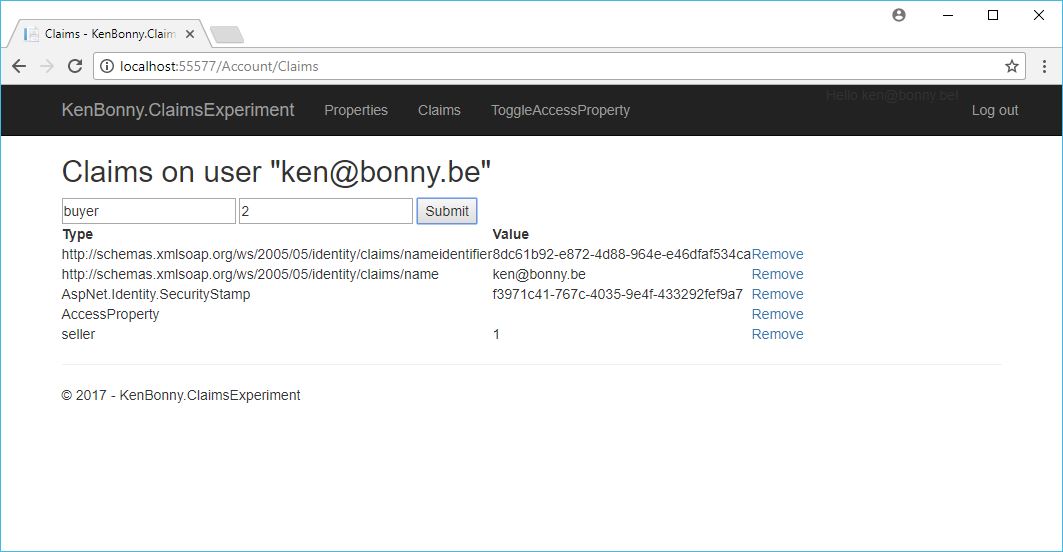 Claims - KenBonny.Claim
localhost:55577/Account/Claims
Hello ken@bonny.be!
KenBonny.ClaimsExperiment Properties Claims ToggleAccessProperty Log out
Claims on user "ken@bonny.be"
buyer 2 Submit
Type Value
http://schemas.xmlsoap.org/ws/2005/05/identity/claims/nameidentifier 8dc61b92-e872-4d88-964e-e46dfaf534ca Remove
http://schemas.xmlsoap.org/ws/2005/05/identity/claims/name ken@bonny.be Remove
AspNet.Identity.SecurityStamp f3971c41-767c-4035-9e4f-433292fef9a7 Remove
AccessProperty Remove
seller 1 Remove
© 2017 - KenBonny.ClaimsExperiment